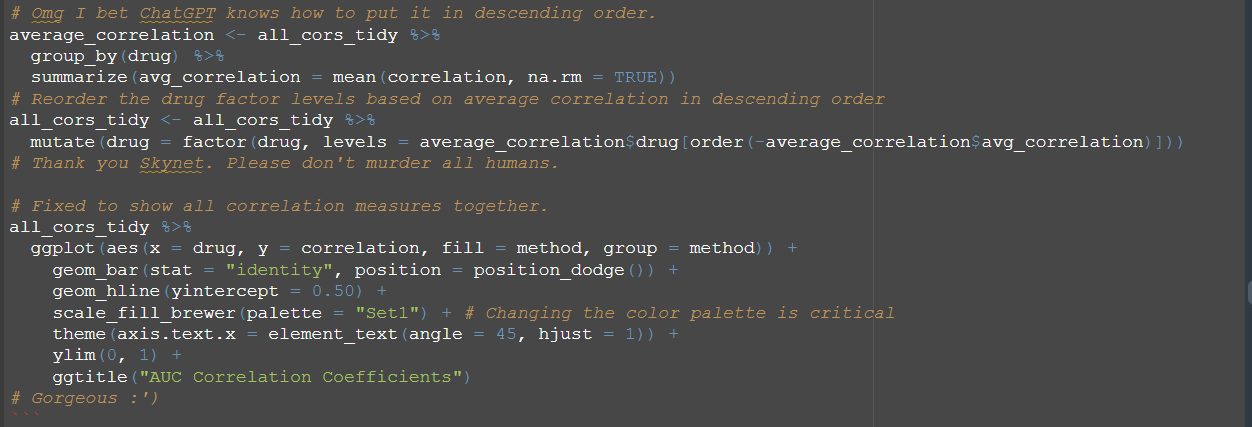 # Omg I bet ChatGPT knows how to put it in descending order.
average_correlation <- all_cors_tidy %>%
  group_by(drug) %>%
  summarize(avg_correlation = mean(correlation, na.rm = TRUE))
# Reorder the drug factor levels based on average correlation in descending order
all_cors_tidy <- all_cors_tidy %>%
  mutate(drug = factor(drug, levels = average_correlation$drug[order(-average_correlation$avg_correlation)]))
# Thank you Skynet. Please don't murder all humans.

# Fixed to show all correlation measures together.
all_cors_tidy %>%
  ggplot(aes(x = drug, y = correlation, fill = method, group = method)) +
    geom_bar(stat = "identity", position = position_dodge()) +
    geom_hline(yintercept = 0.50) +
    scale_fill_brewer(palette = "Set1") + # Changing the color palette is critical
    theme(axis.text.x = element_text(angle = 45, hjust = 1)) +
    ylim(0, 1) +
    ggtitle("AUC Correlation Coefficients")
# Gorgeous :')
```